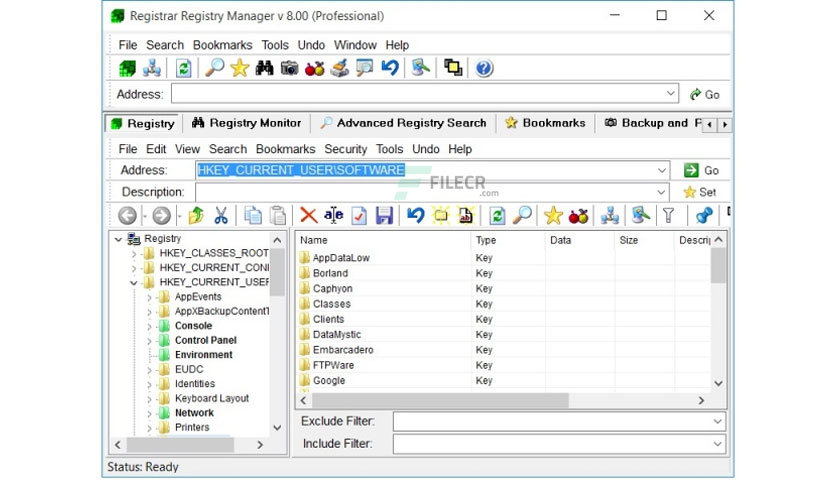 Registrar Registry Manager v 8.00 (Professional)
File Search Bookmarks Tools Undo Window Help
Address: Go
Registry Registry Monitor Advanced Registry Search Bookmarks Backup and
File Edit View Search Bookmarks Security Tools Undo Help
Address: HKEY_CURRENT_USER\SOFTWARE Go
FILECR
.com
Description: Set
Registry
HKEY_CLASSES_ROOT
HKEY_CURRENT_CON
HKEY_CURRENT_USER
AppEvents
AppXBackupContentT
Console
Control Panel
Environment
EUDC
Identities
Keyboard Layout
Network
Printers
Name Type Data Size Descrip
AppDataLow Key
Borland Key
Caphyon Key
Classes Key
Clients Key
DataMystic Key
Embarcadero Key
FTPWare Key
Google Key
Exclude Filter:
Include Filter:
Status: Ready